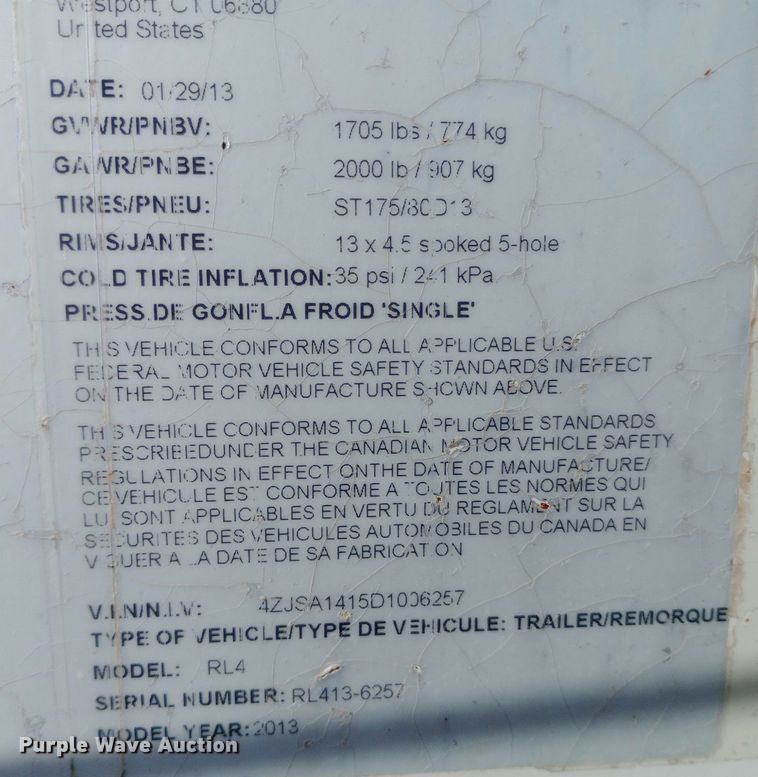 Westport, CT 06880
United States
DATE: 01/29/13
GVWR/PNBV: 1705 lbs / 774 kg
GAWR/PNBE: 2000 lb / 907 kg
TIRES/PNEU: ST175/80D13
RIMS/JANTE: 13 x 4.5 spoked 5-hole
COLD TIRE INFLATION: 35 psi / 241 kPa
PRESS.DE GONFL.A FROID 'SINGLE'
THIS VEHICLE CONFORMS TO ALL APPLICABLE U.S.
FEDERAL MOTOR VEHICLE SAFETY STANDARDS IN EFFECT
ON THE DATE OF MANUFACTURE SHOWN ABOVE.
THIS VEHICLE CONFORMS TO ALL APPLICABLE STANDARDS
PRESCRIBEDUNDER THE CANADIAN MOTOR VEHICLE SAFETY
REGULATIONS IN EFFECT ONTHE DATE OF MANUFACTURE/
CE VEHICULE EST CONFORME A TOUTES LES NORMES QUI
LUI SONT APPLICABLES EN VERTU DU REGLAMENT SUR LA
SECURITES DES VEHICULES AUTOMOBILES DU CANADA EN
VIGUER A LA DATE DE SA FABRICATION
V.I.N/N.I.V: 4ZJSA1415D1006257
TYPE OF VEHICLE/TYPE DE VEHICULE: TRAILER/REMORQUE
MODEL: RL4
SERIAL NUMBER: RL413-6257
MODEL YEAR: 2013
Purple Wave Auction